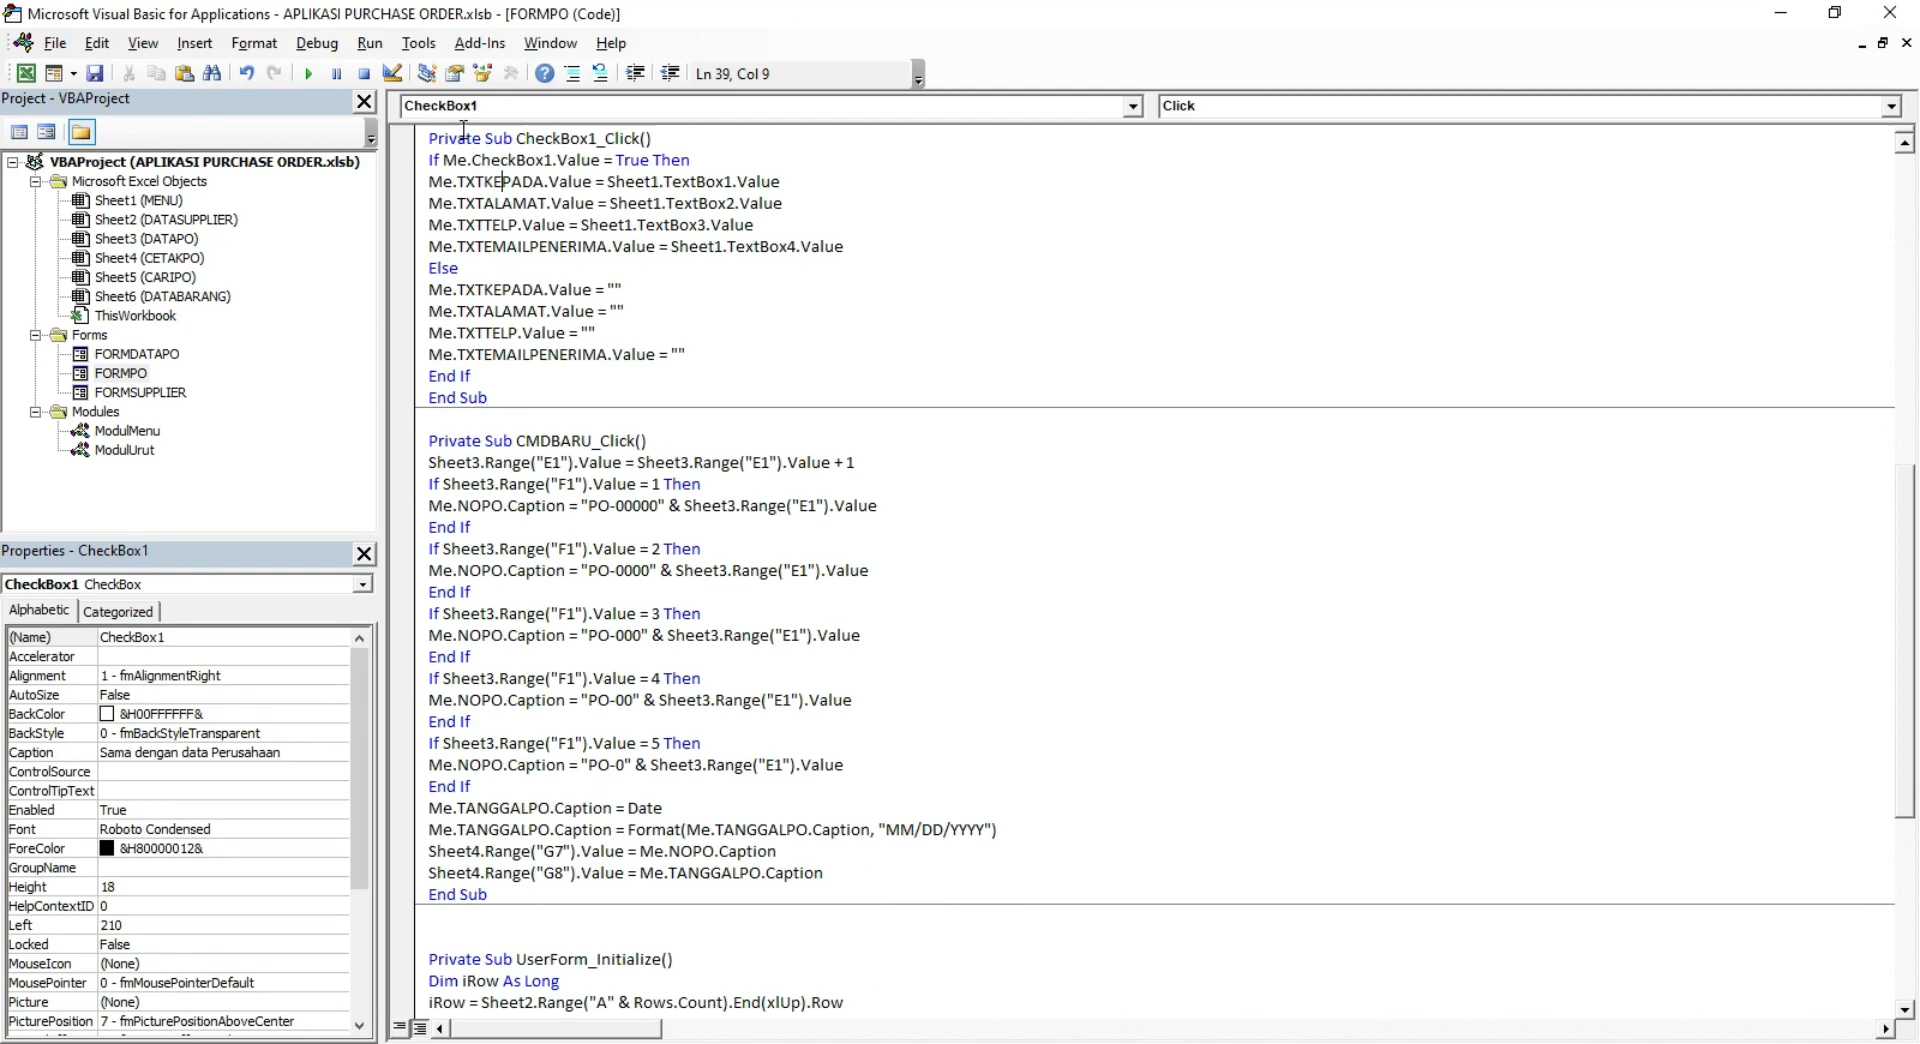 Microsoft Visual Basic for Applications - APLIKASI PURCHASE ORDER.xlsb - [FORMPO (Code)]
File Edit View Insert Format Debug Run Tools Add-Ins Window Help
Ln 39, Col 9
Project - VBAProject
VBAProject (APLIKASI PURCHASE ORDER.xlsb)
Microsoft Excel Objects
Sheet1 (MENU)
Sheet2 (DATASUPPLIER)
Sheet3 (DATAPO)
Sheet4 (CETAKPO)
Sheet5 (CARIPO)
Sheet6 (DATABARANG)
ThisWorkbook
Forms
FORMDATAPO
FORMPO
FORMSUPPLIER
Modules
ModulMenu
ModulUrut
Properties - CheckBox1
CheckBox1 CheckBox
Alphabetic Categorized
(Name) CheckBox1
Accelerator
Alignment 1 - fmAlignmentRight
AutoSize False
BackColor &H00FFFFFF&
BackStyle 0 - fmBackStyleTransparent
Caption Sama dengan data Perusahaan
ControlSource
ControlTipText
Enabled True
Font Roboto Condensed
ForeColor &H80000012&
GroupName
Height 18
HelpContextID 0
Left 210
Locked False
MouseIcon (None)
MousePointer 0 - fmMousePointerDefault
Picture (None)
PicturePosition 7 - fmPicturePositionAboveCenter
CheckBox1 Click
Private Sub CheckBox1_Click()
If Me.CheckBox1.Value = True Then
Me.TXTKEPADA.Value = Sheet1.TextBox1.Value
Me.TXTALAMAT.Value = Sheet1.TextBox2.Value
Me.TXTTELP.Value = Sheet1.TextBox3.Value
Me.TXTEMAILPENERIMA.Value = Sheet1.TextBox4.Value
Else
Me.TXTKEPADA.Value = ""
Me.TXTALAMAT.Value = ""
Me.TXTTELP.Value = ""
Me.TXTEMAILPENERIMA.Value = ""
End If
End Sub
Private Sub CMDBARU_Click()
Sheet3.Range("E1").Value = Sheet3.Range("E1").Value + 1
If Sheet3.Range("F1").Value = 1 Then
Me.NOPO.Caption = "PO-00000" & Sheet3.Range("E1").Value
End If
If Sheet3.Range("F1").Value = 2 Then
Me.NOPO.Caption = "PO-0000" & Sheet3.Range("E1").Value
End If
If Sheet3.Range("F1").Value = 3 Then
Me.NOPO.Caption = "PO-000" & Sheet3.Range("E1").Value
End If
If Sheet3.Range("F1").Value = 4 Then
Me.NOPO.Caption = "PO-00" & Sheet3.Range("E1").Value
End If
If Sheet3.Range("F1").Value = 5 Then
Me.NOPO.Caption = "PO-0" & Sheet3.Range("E1").Value
End If
Me.TANGGALPO.Caption = Date
Me.TANGGALPO.Caption = Format(Me.TANGGALPO.Caption, "MM/DD/YYYY")
Sheet4.Range("G7").Value = Me.NOPO.Caption
Sheet4.Range("G8").Value = Me.TANGGALPO.Caption
End Sub
Private Sub UserForm_Initialize()
Dim iRow As Long
iRow = Sheet2.Range("A" & Rows.Count).End(xlUp).Row